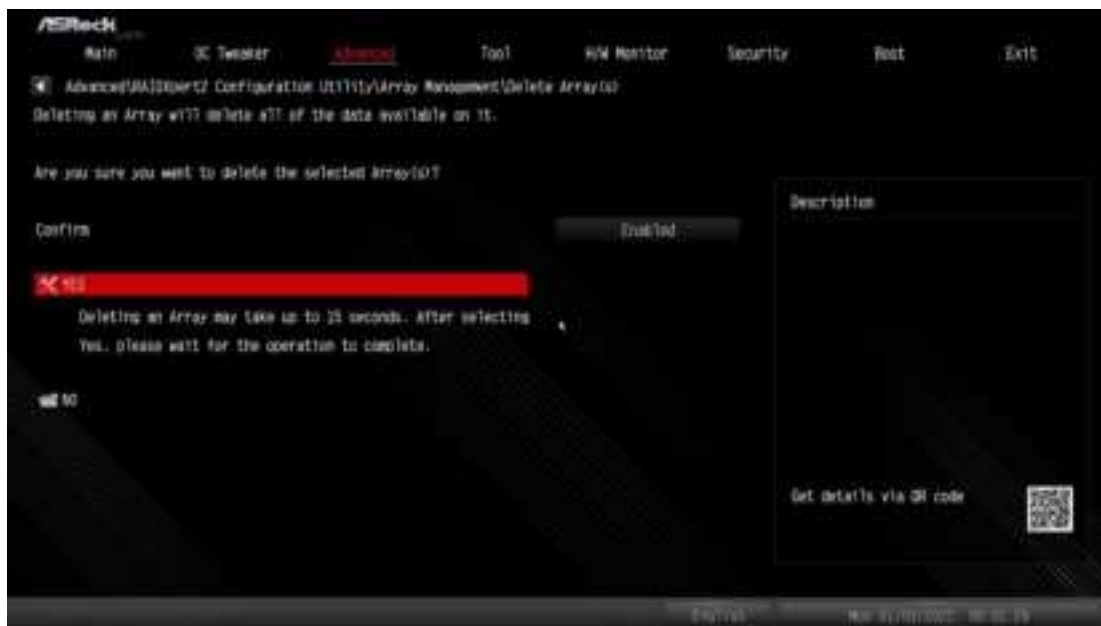 ASRock
Main OC Tweaker Advanced Tool H/W Monitor Security Boot Exit
Advanced\RAIDXpert2 Configuration Utility\Array Management\Delete Array(s)
Deleting an Array will delete all of the data available on it.
Are you sure you want to delete the selected Array(s)?
Description
Confirm Enabled
YES
Deleting an Array may take up to 15 seconds. After selecting
Yes, please wait for the operation to complete.
NO
Get details via QR code
English